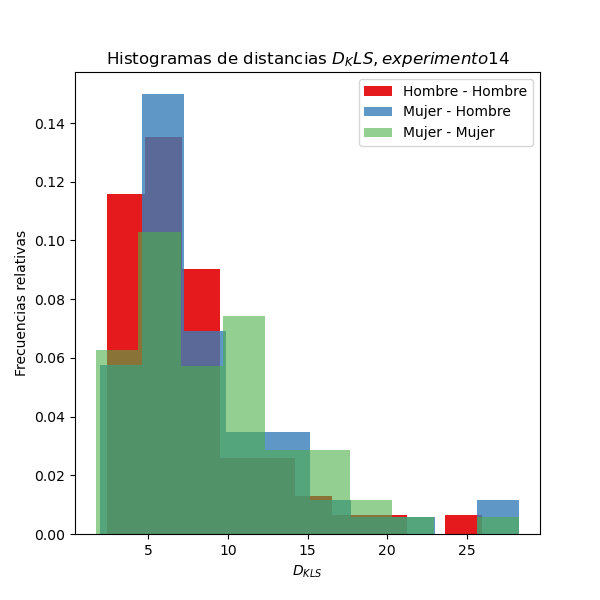 Histogramas de distancias $D_KLS, experimento14$
Hombre - Hombre
Mujer - Hombre
Mujer - Mujer
Frecuencias relativas
0.14
0.12
0.10
0.08
0.06
0.04
0.02
0.00
5 10 15 20 25
$D_{KLS}$